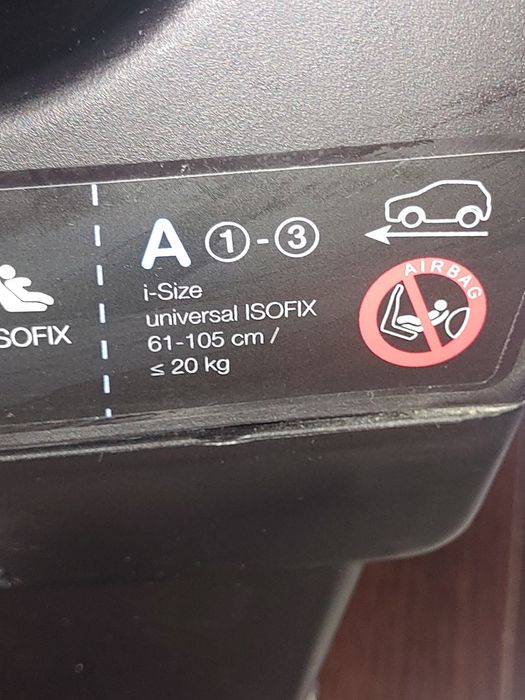 A ①-③
i-Size
universal ISOFIX
61-105 cm /
≤ 20 kg
AIRBAG
SOFIX